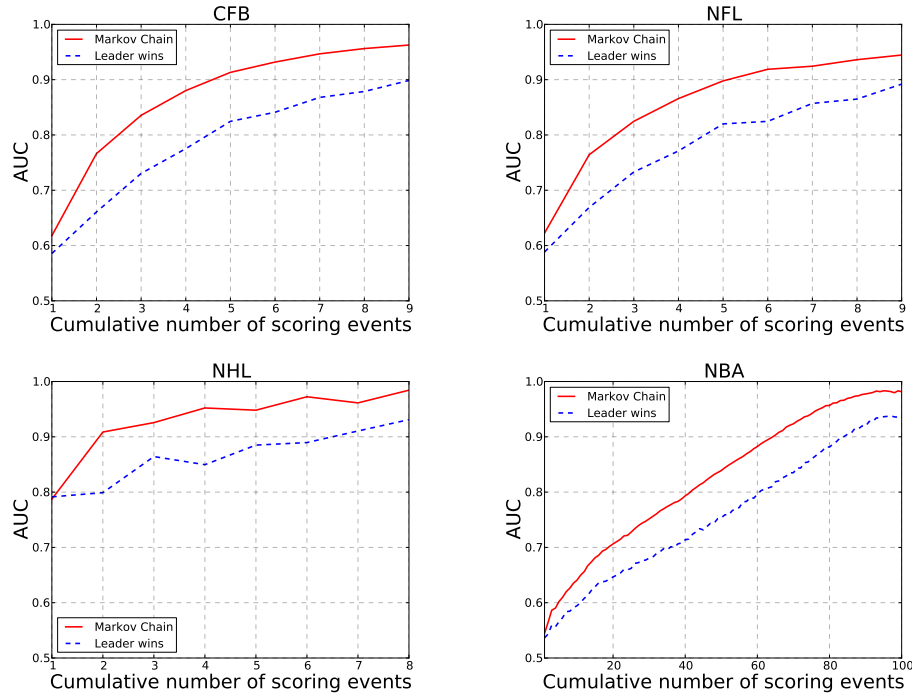 CFB
1.0
0.9
0.8
0.7
0.6
0.5
AUC
Markov Chain
Leader wins
1 2 3 4 5 6 7 8 9
Cumulative number of scoring events
NFL
1.0
0.9
0.8
0.7
0.6
0.5
AUC
Markov Chain
Leader wins
1 2 3 4 5 6 7 8 9
Cumulative number of scoring events
NHL
1.0
0.9
0.8
0.7
0.6
0.5
AUC
Markov Chain
Leader wins
1 2 3 4 5 6 7 8
Cumulative number of scoring events
NBA
1.0
0.9
0.8
0.7
0.6
0.5
AUC
Markov Chain
Leader wins
20 40 60 80 100
Cumulative number of scoring events